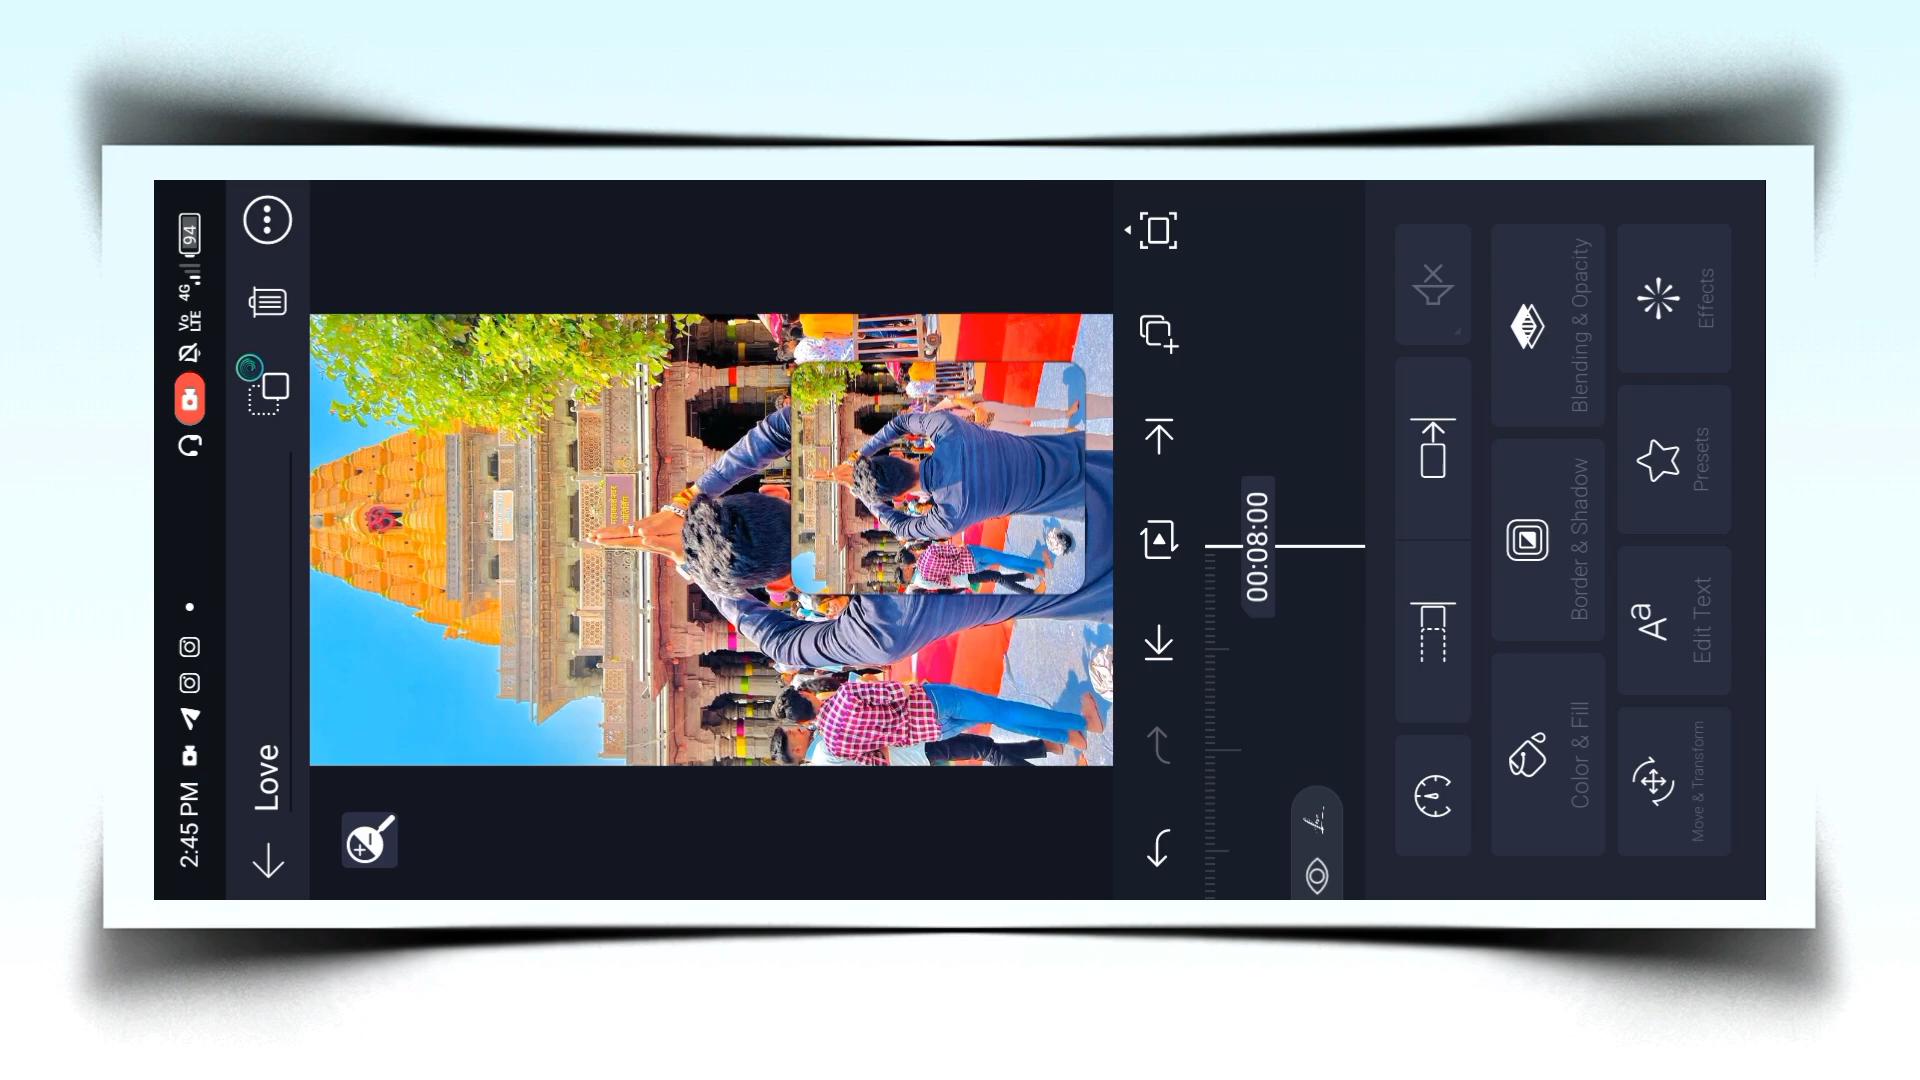 2:45 PM
Vo LTE 4G 94
Love
00:08:00
Color & Fill
Border & Shadow
Blending & Opacity
Move & Transform
Edit Text
Aa
Presets
Effects